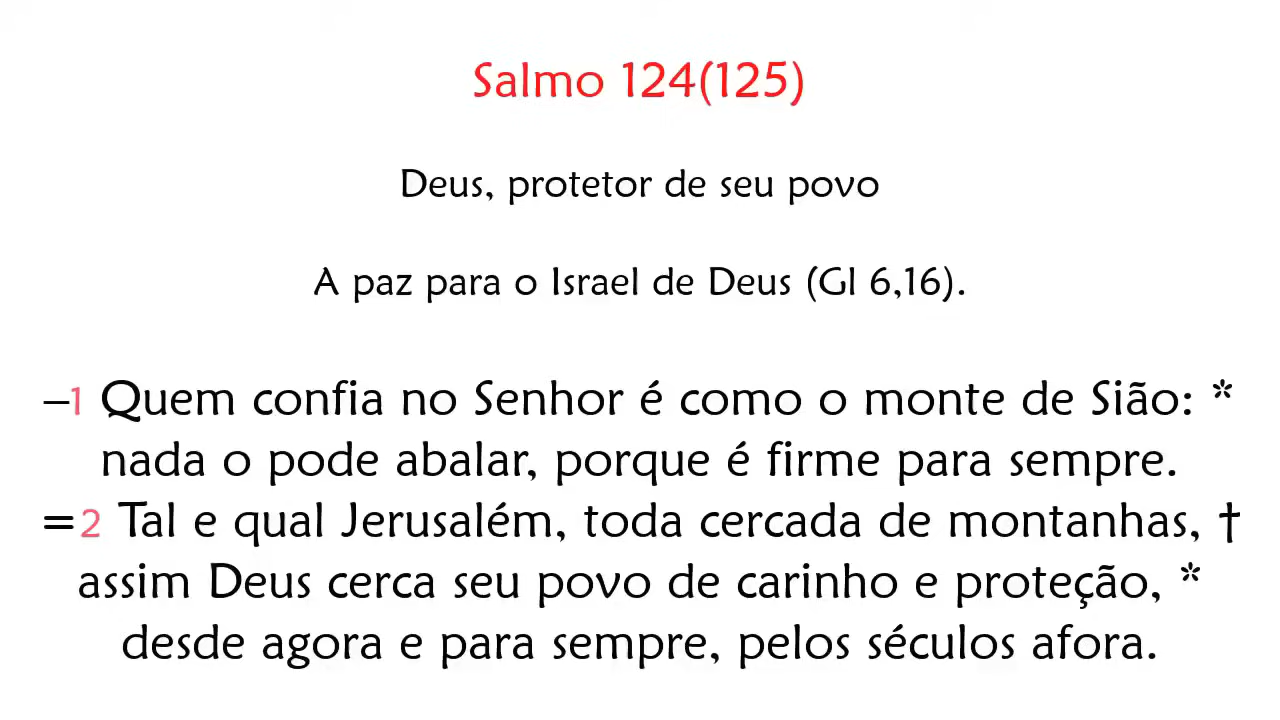 Salmo 124(125)
Deus, protetor de seu povo
A paz para o Israel de Deus (Gl 6,16).
–1 Quem confia no Senhor é como o monte de Sião: *
nada o pode abalar, porque é firme para sempre.
=2 Tal e qual Jerusalém, toda cercada de montanhas, †
assim Deus cerca seu povo de carinho e proteção, *
desde agora e para sempre, pelos séculos afora.